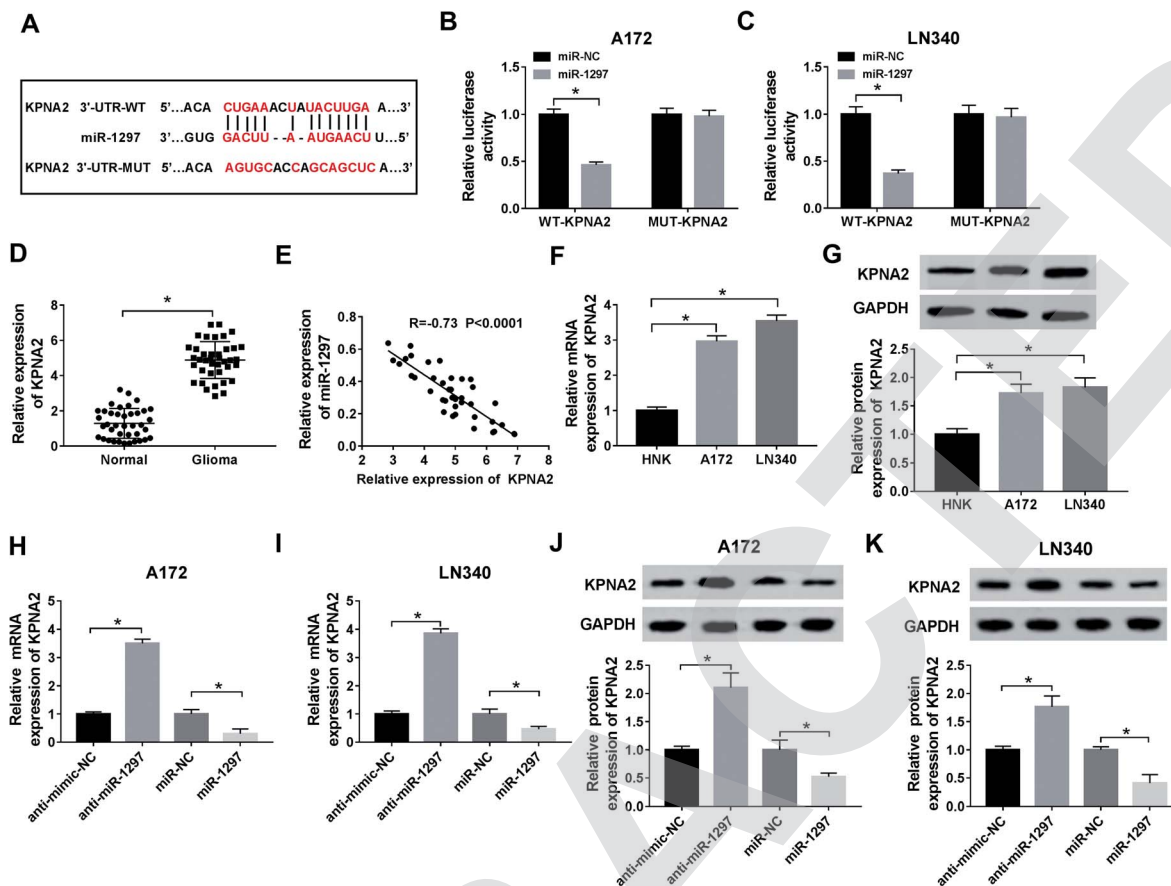 A
KPNA2 3'-UTR-WT 5'...ACA CUGAAACUAUACUUGA A...3'
miR-1297 3'...GUG GACUU--A-AUGAACU U...5'
KPNA2 3'-UTR-MUT 5'...ACA AGUGCACCAGCAGCUC A...3'
B
A172
miR-NC
miR-1297
Relative luciferase
activity
1.5
1.0
0.5
0.0
*
WT-KPNA2 MUT-KPNA2
C
LN340
miR-NC
miR-1297
Relative luciferase
activity
1.5
1.0
0.5
0.0
*
WT-KPNA2 MUT-KPNA2
D
Relative expression
of KPNA2
8
6
4
2
0
*
Normal Glioma
E
R=-0.73 P<0.0001
Relative expression
of miR-1297
0.8
0.6
0.4
0.2
0.0
2 3 4 5 6 7 8
Relative expression of KPNA2
F
Relative mRNA
expression of KPNA2
4
3
2
1
0
*
*
HNK A172 LN340
G
KPNA2
GAPDH
Relative protein
expression of KPNA2
2.5
2.0
1.5
1.0
0.5
0.0
*
*
HNK A172 LN340
H
A172
Relative mRNA
expression of KPNA2
5
4
3
2
1
0
*
*
anti-mimic-NC
anti-miR-1297
miR-NC
miR-1297
I
LN340
Relative mRNA
expression of KPNA2
5
4
3
2
1
0
*
*
anti-mimic-NC
anti-miR-1297
miR-NC
miR-1297
J
A172
KPNA2
GAPDH
Relative protein
expression of KPNA2
2.5
2.0
1.5
1.0
0.5
0.0
*
*
anti-mimic-NC
anti-miR-1297
miR-NC
miR-1297
K
LN340
KPNA2
GAPDH
Relative protein
expression of KPNA2
2.5
2.0
1.5
1.0
0.5
0.0
*
*
anti-mimic-NC
anti-miR-1297
miR-NC
miR-1297